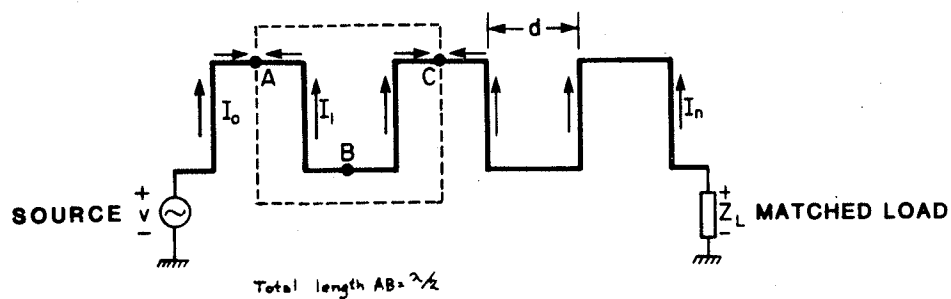 d
A
C
I₀
I₁
Iₙ
B
SOURCE
+
v
−
+
Z_L
−
MATCHED LOAD
Total length AB = λ/2